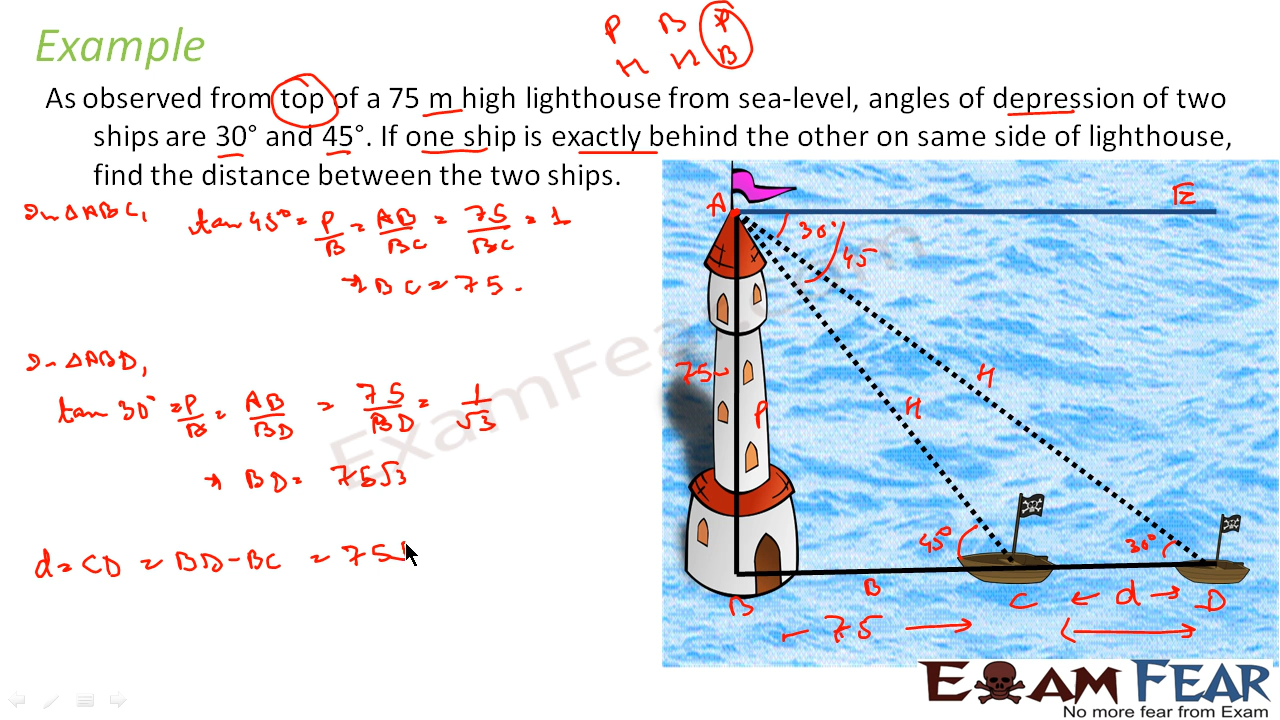 Example
P B P
H H B
As observed from top of a 75 m high lighthouse from sea-level, angles of depression of two
ships are 30° and 45°. If one ship is exactly behind the other on same side of lighthouse,
find the distance between the two ships.
In ΔABC,
tan 45° = P/B = AB/BC = 75/BC = 1
→ BC = 75.
In ΔABD,
tan 30° = P/B = AB/BD = 75/BD = 1/√3
→ BD = 75√3
d = CD = BD - BC = 75
A
E
30°
45
75
P
H
H
45°
30°
B
B
C
← d →
D
← 75 →
ExamFear.com
EXAM FEAR
No more fear from Exam